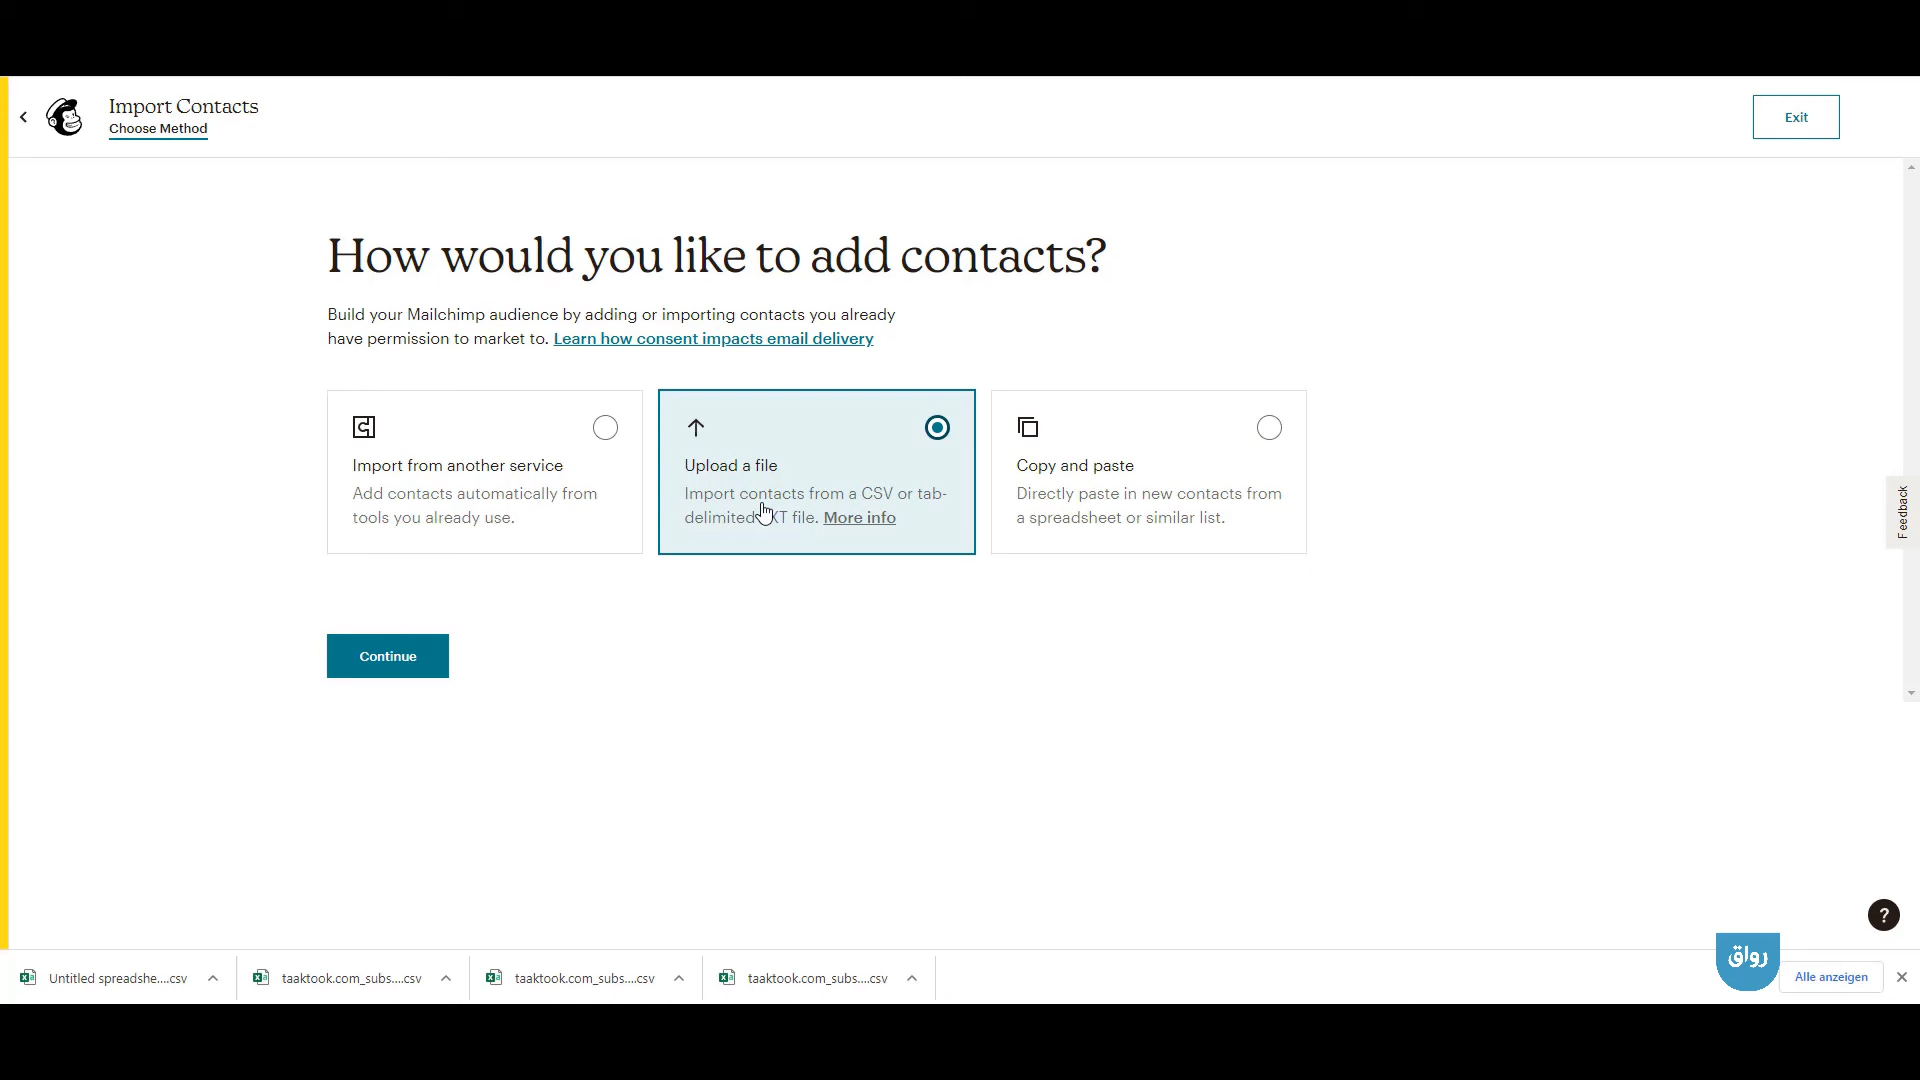 Import Contacts
Choose Method
Exit
How would you like to add contacts?
Build your Mailchimp audience by adding or importing contacts you already
have permission to market to. Learn how consent impacts email delivery
Import from another service
Add contacts automatically from
tools you already use.
Upload a file
Import contacts from a CSV or tab-
delimited file. More info
Copy and paste
Directly paste in new contacts from
a spreadsheet or similar list.
Continue
Feedback
?
رواق
Untitled spreadshe....csv
taaktook.com_subs....csv
taaktook.com_subs....csv
taaktook.com_subs....csv
Alle anzeigen